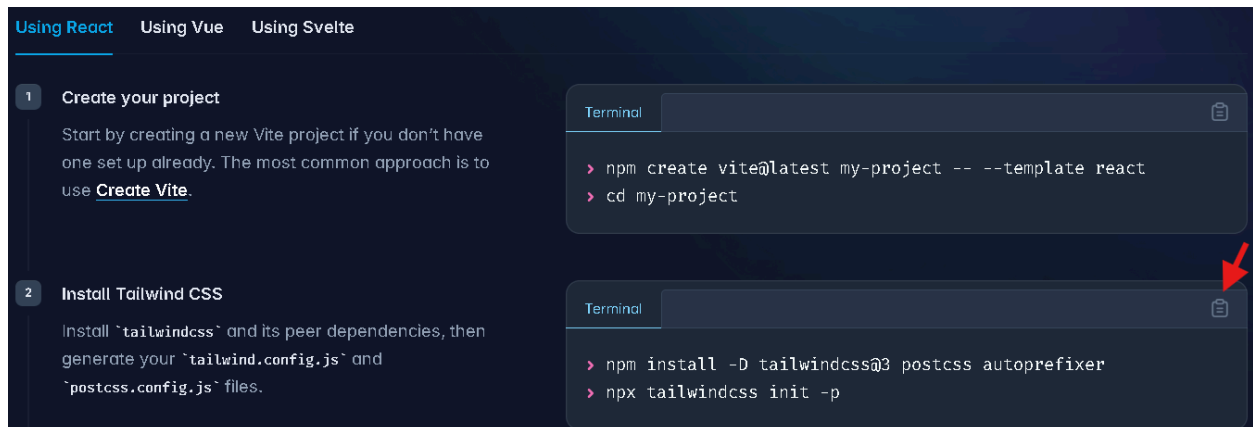 Using React Using Vue Using Svelte
1 Create your project
Start by creating a new Vite project if you don’t have
one set up already. The most common approach is to
use Create Vite.
Terminal
> npm create vite@latest my-project -- --template react
> cd my-project
2 Install Tailwind CSS
Install `tailwindcss` and its peer dependencies, then
generate your `tailwind.config.js` and
`postcss.config.js` files.
Terminal
> npm install -D tailwindcss@3 postcss autoprefixer
> npx tailwindcss init -p